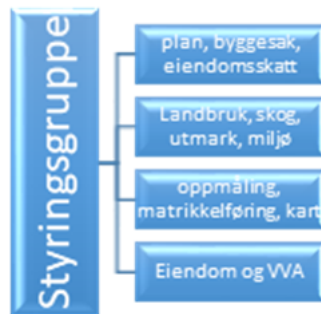 Styringsgruppe
plan, byggesak,
eiendomsskatt
Landbruk, skog,
utmark, miljø
oppmåling,
matrikkelføring, kart
Eiendom og VVA